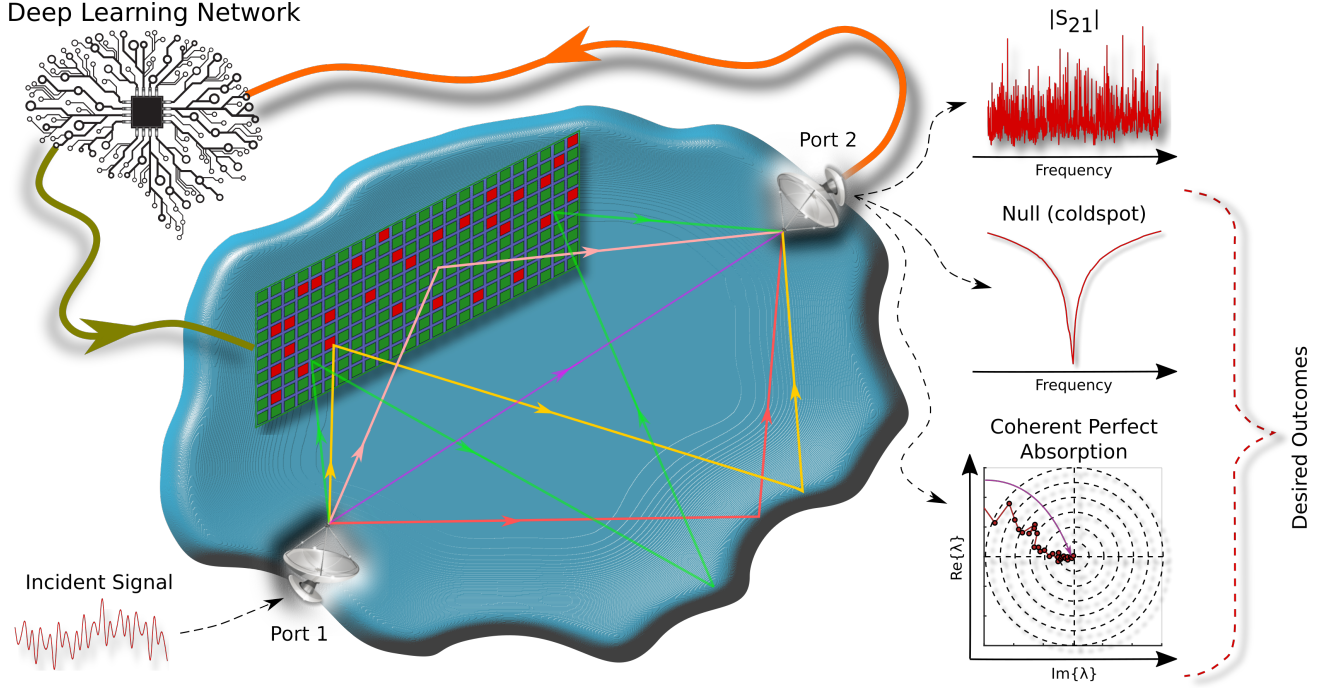 Deep Learning Network
Port 2
Port 1
Incident Signal
|S21|
Frequency
Null (coldspot)
Frequency
Coherent Perfect
Absorption
Re{λ}
Im{λ}
Desired Outcomes